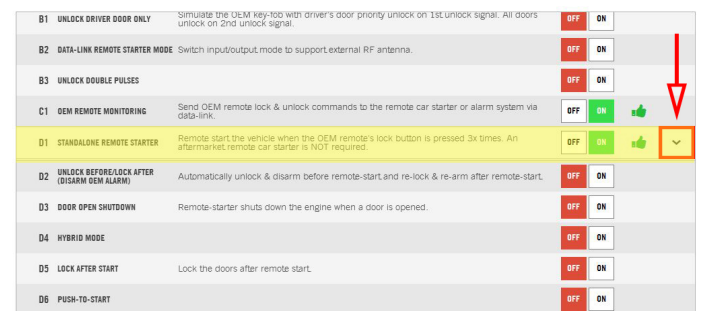 B1 UNLOCK DRIVER DOOR ONLY Simulate the OEM key-fob with driver's door priority unlock on 1st unlock signal. All doors OFF ON
unlock on 2nd unlock signal.
B2 DATA-LINK REMOTE STARTER MODE Switch input/output mode to support external RF antenna. OFF ON
B3 UNLOCK DOUBLE PULSES OFF ON
C1 OEM REMOTE MONITORING Send OEM remote lock & unlock commands to the remote car starter or alarm system via OFF ON
data-link.
D1 STANDALONE REMOTE STARTER Remote start the vehicle when the OEM remote's lock button is pressed 3x times. An OFF ON
aftermarket remote car starter is NOT required.
D2 UNLOCK BEFORE/LOCK AFTER Automatically unlock & disarm before remote-start and re-lock & re-arm after remote-start. OFF ON
(DISARM OEM ALARM)
D3 DOOR OPEN SHUTDOWN Remote-starter shuts down the engine when a door is opened. OFF ON
D4 HYBRID MODE OFF ON
D5 LOCK AFTER START Lock the doors after remote start. OFF ON
D6 PUSH-TO-START OFF ON